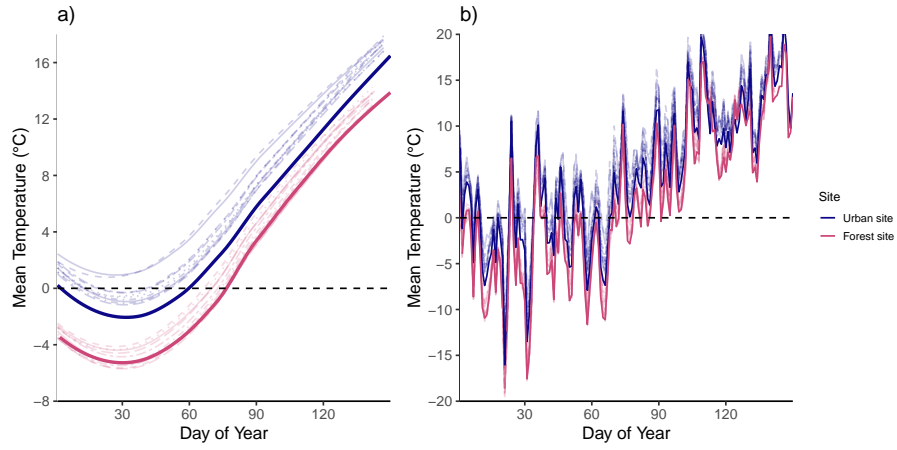 a)
Mean Temperature (°C)
16
12
8
4
0
−4
−8
30
60
90
120
Day of Year
b)
Mean Temperature (°C)
20
15
10
5
0
−5
−10
−15
−20
30
60
90
120
Day of Year
Site
Urban site
Forest site